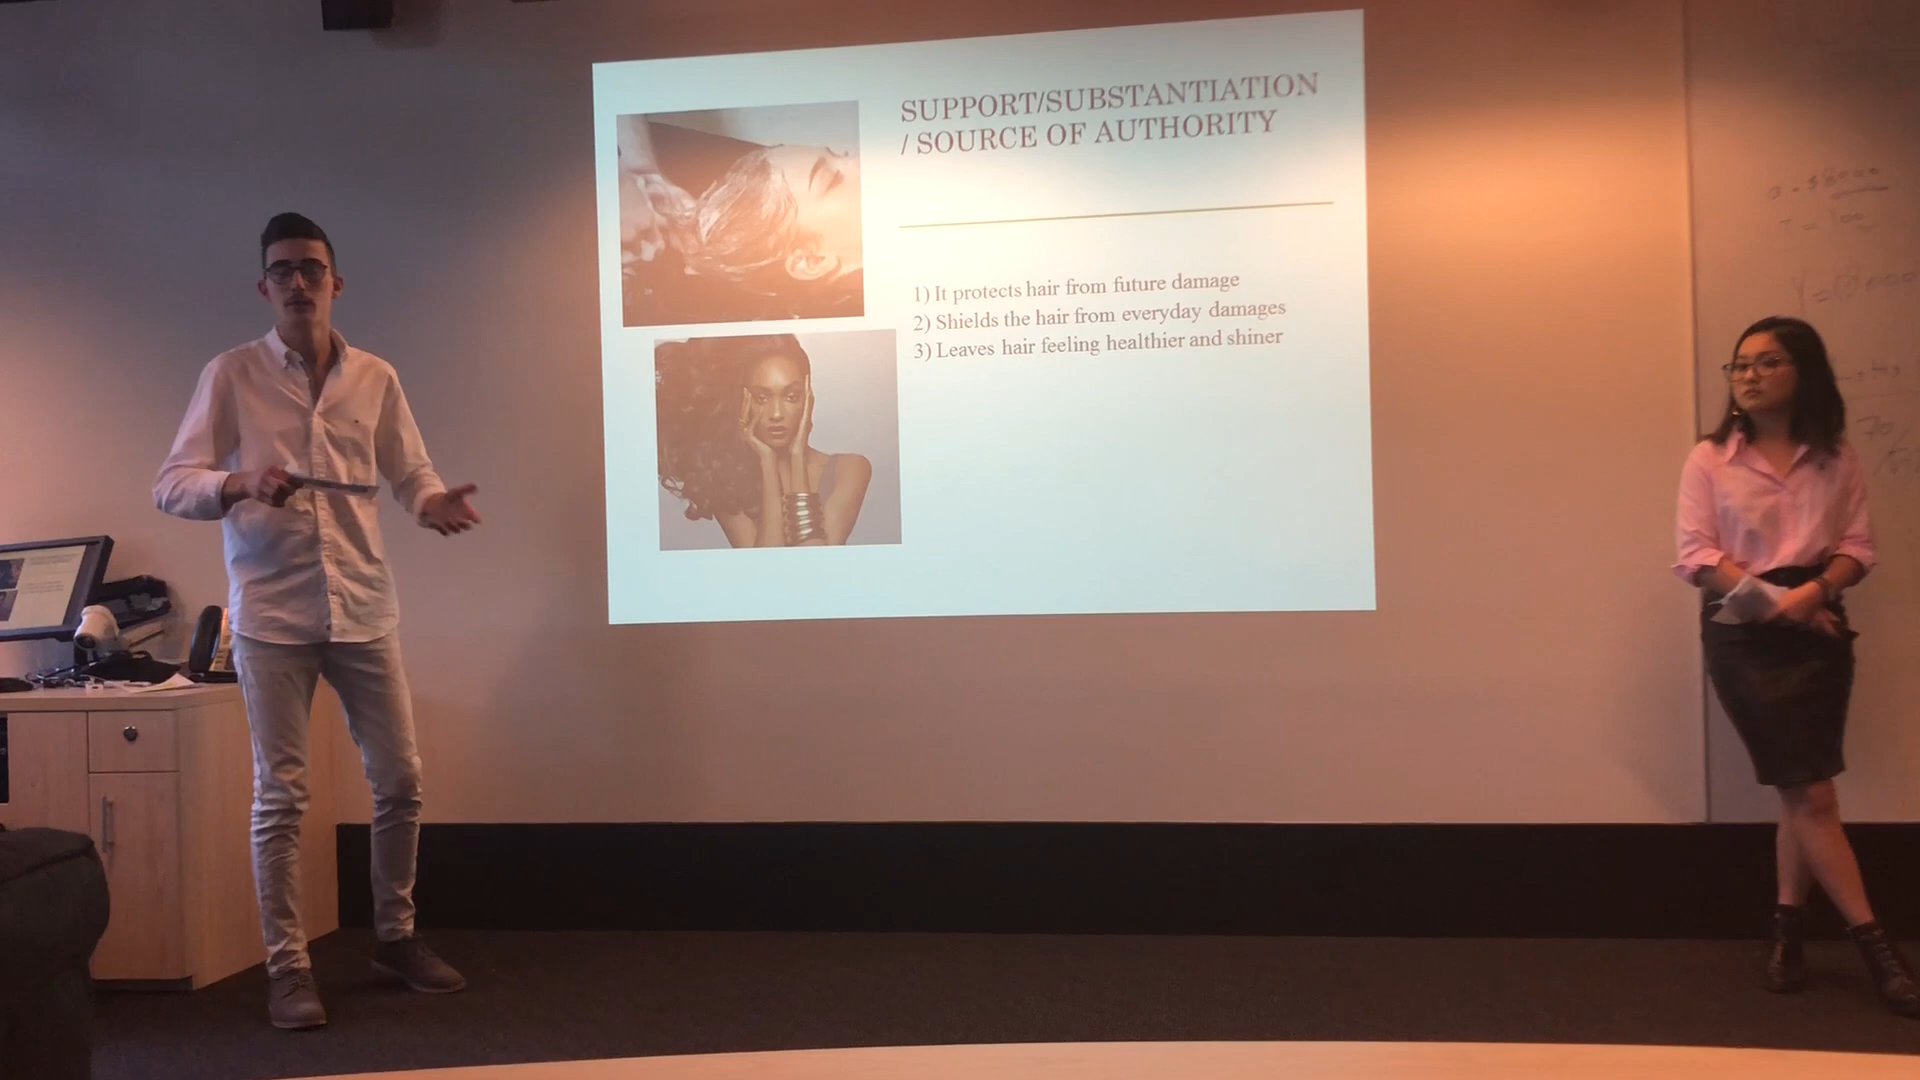 SUPPORT/SUBSTANTIATION
/ SOURCE OF AUTHORITY
1) It protects hair from future damage
2) Shields the hair from everyday damages
3) Leaves hair feeling healthier and shiner
70